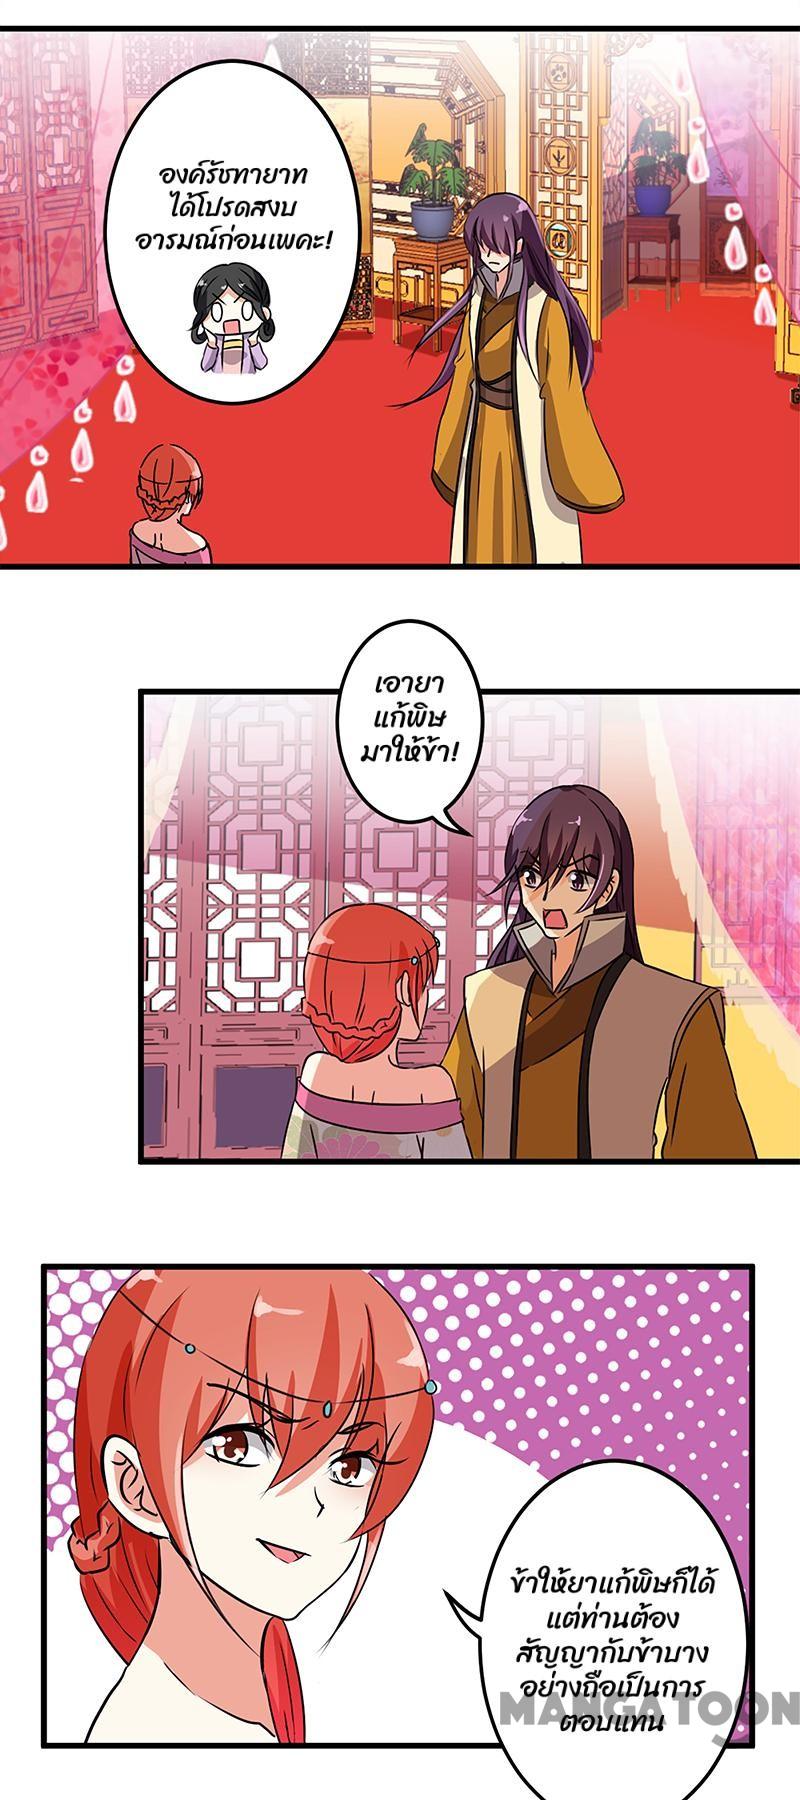 องค์รัชทายาท
ได้โปรดสงบ
อารมณ์ก่อนเพคะ!
เอายา
แก้พิษ
มาให้ข้า!
ข้าให้ยาแก้พิษก็ได้
แต่ท่านต้อง
สัญญากับข้าบาง
อย่างถือเป็นการ
ตอบแทน
MANGATOON